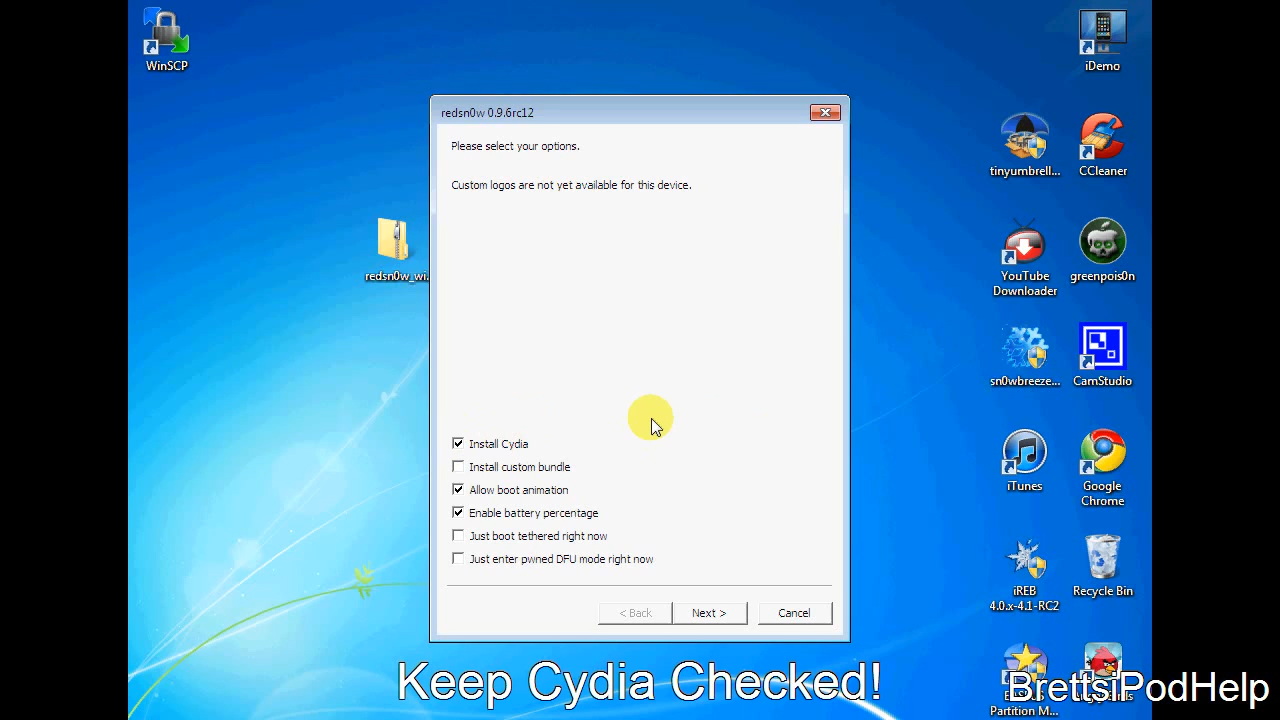 WinSCP
iDemo
redsn0w 0.9.6rc12
Please select your options.
Custom logos are not yet available for this device.
tinyumbrell...
CCleaner
redsn0w_wi...
YouTube
Downloader
greenpois0n
sn0wbreeze...
CamStudio
Install Cydia
Install custom bundle
Allow boot animation
Enable battery percentage
Just boot tethered right now
Just enter pwned DFU mode right now
iTunes
Google
Chrome
iREB
4.0.x-4.1-RC2
Recycle Bin
< Back
Next >
Cancel
Keep Cydia Checked!
BrettsiPodHelp
Partition M...